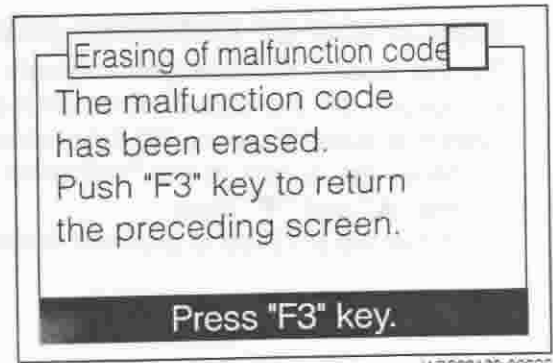 Erasing of malfunction code
The malfunction code
has been erased.
Push "F3" key to return
the preceding screen.
Press "F3" key.